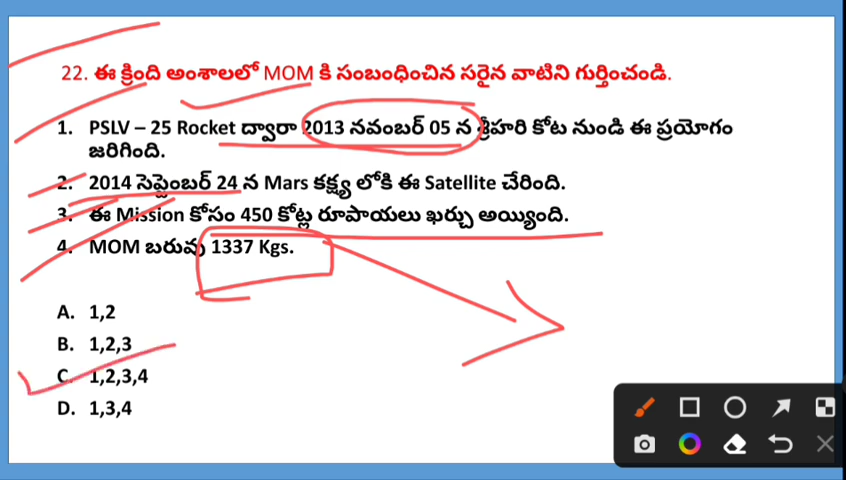 22. ఈ క్రింది అంశాలలో MOM కి సంబంధించిన సరైన వాటిని గుర్తించండి.
1. PSLV – 25 Rocket ద్వారా 2013 నవంబర్ 05 న శ్రీహరి కోట నుండి ఈ ప్రయోగం
జరిగింది.
2. 2014 సెప్టెంబర్ 24 న Mars కక్ష్య లోకి ఈ Satellite చేరింది.
3. ఈ Mission కోసం 450 కోట్ల రూపాయలు ఖర్చు అయ్యింది.
4. MOM బరువు 1337 Kgs.
A. 1,2
B. 1,2,3
C. 1,2,3,4
D. 1,3,4